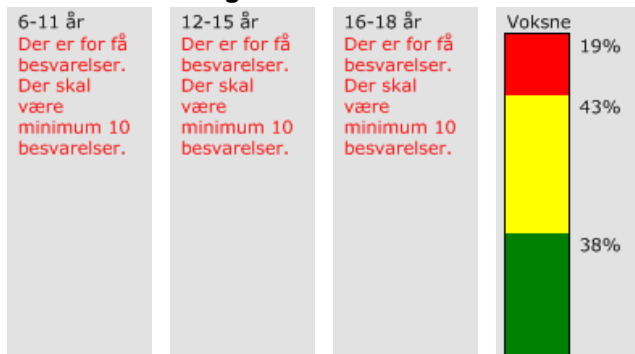 6-11 år
Der er for få
besvarelser.
Der skal
være
minimum 10
besvarelser.
12-15 år
Der er for få
besvarelser.
Der skal
være
minimum 10
besvarelser.
16-18 år
Der er for få
besvarelser.
Der skal
være
minimum 10
besvarelser.
Voksne
19%
43%
38%